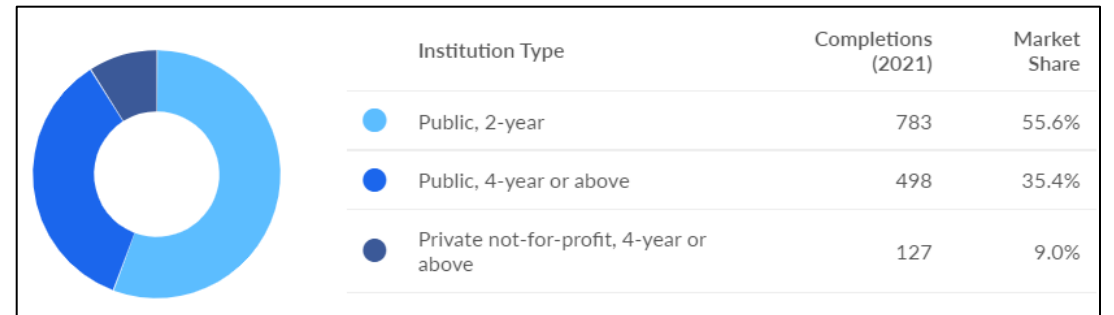 Institution Type Completions (2021) Market Share
Public, 2-year 783 55.6%
Public, 4-year or above 498 35.4%
Private not-for-profit, 4-year or
above 127 9.0%